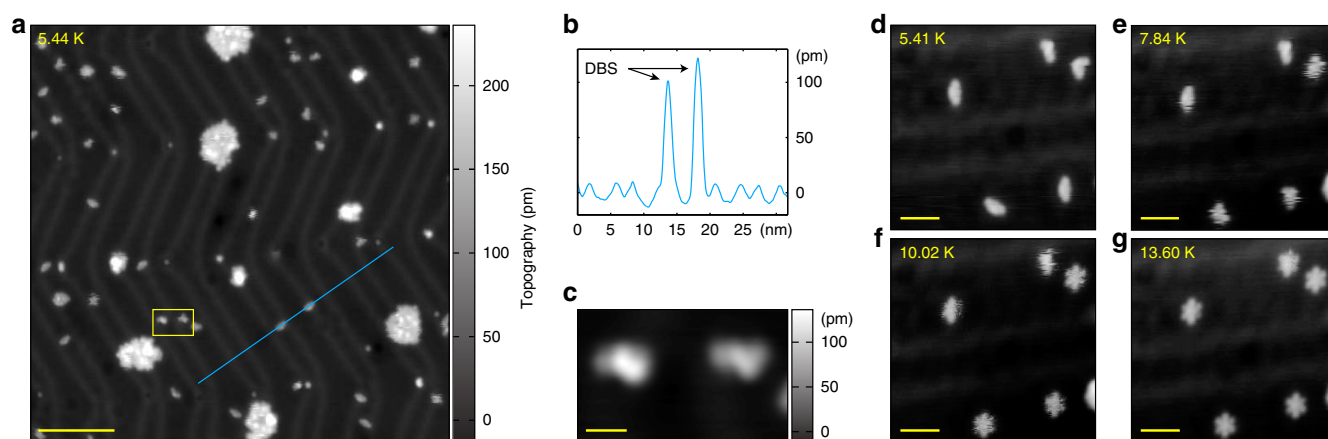 a
5.44 K
200
150
100
50
0
Topography (pm)
b
(pm)
DBS
100
50
0
0 5 10 15 20 25 (nm)
c
(pm)
100
50
0
d
5.41 K
e
7.84 K
f
10.02 K
g
13.60 K